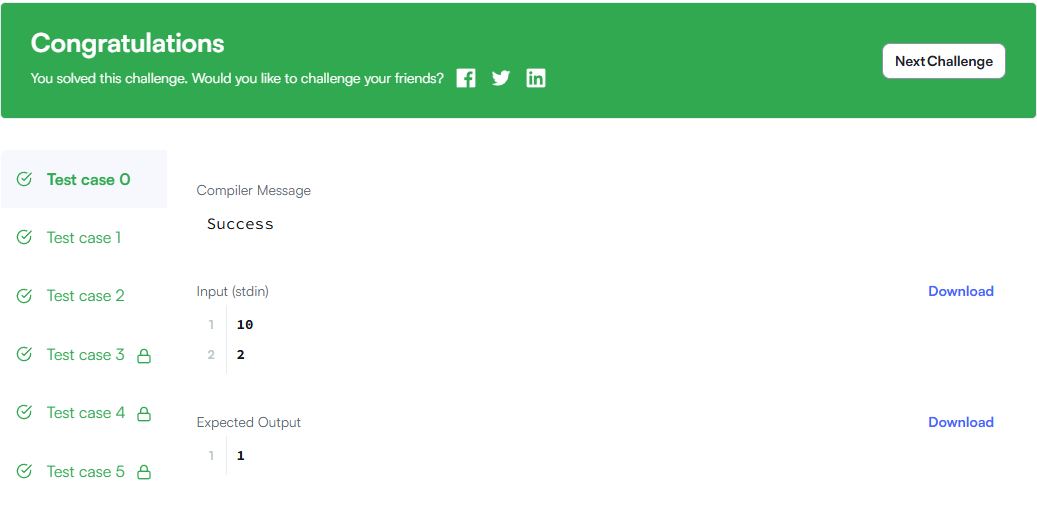 Congratulations
You solved this challenge. Would you like to challenge your friends?
Next Challenge
Test case 0
Test case 1
Test case 2
Test case 3
Test case 4
Test case 5
Compiler Message
Success
Input (stdin)
Download
1 10
2 2
Expected Output
Download
1 1